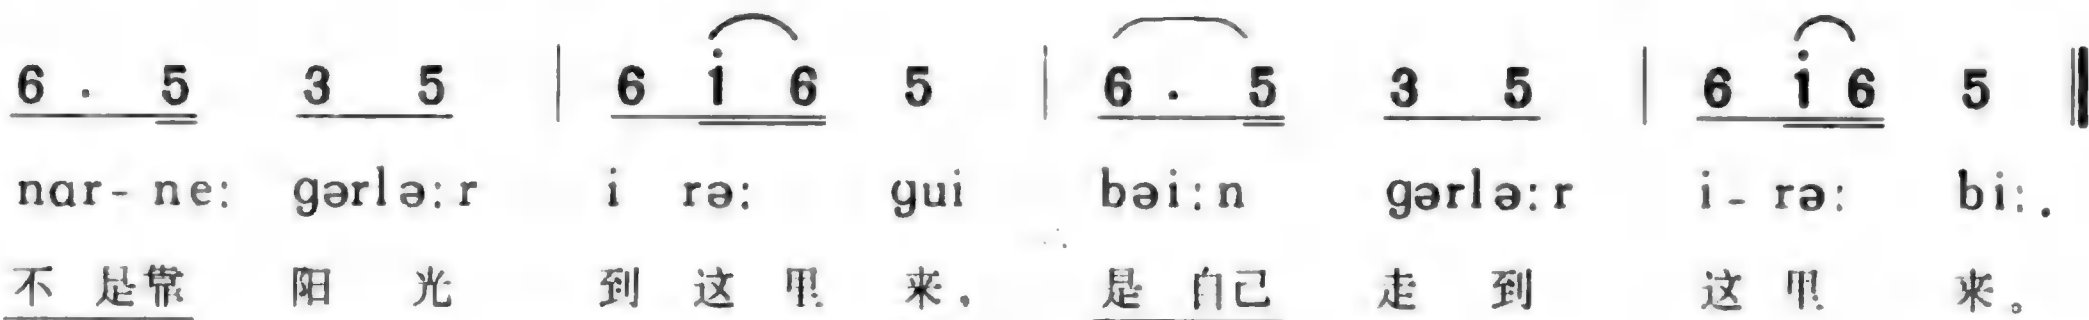 6 . 5 3 5 | 6 i 6 5 | 6 . 5 3 5 | 6 i 6 5 ‖
nɑr- ne: gərlə:r i rə: gui bəi:n gərlə:r i- rə: bi:.
不 是靠 阳 光 到 这 里 来, 是 自己 走 到 这 里 来。